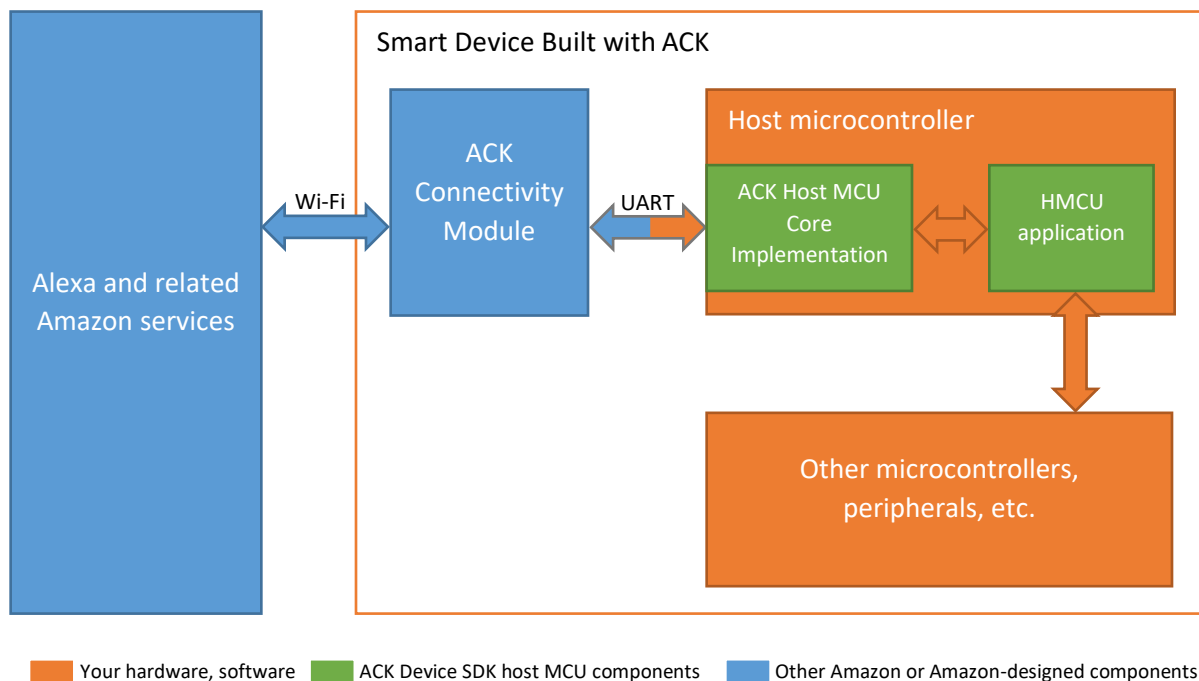 Smart Device Built with ACK
Alexa and related
Amazon services
Wi-Fi
ACK
Connectivity
Module
UART
Host microcontroller
ACK Host MCU
Core
Implementation
HMCU
application
Other microcontrollers,
peripherals, etc.
Your hardware, software
ACK Device SDK host MCU components
Other Amazon or Amazon-designed components